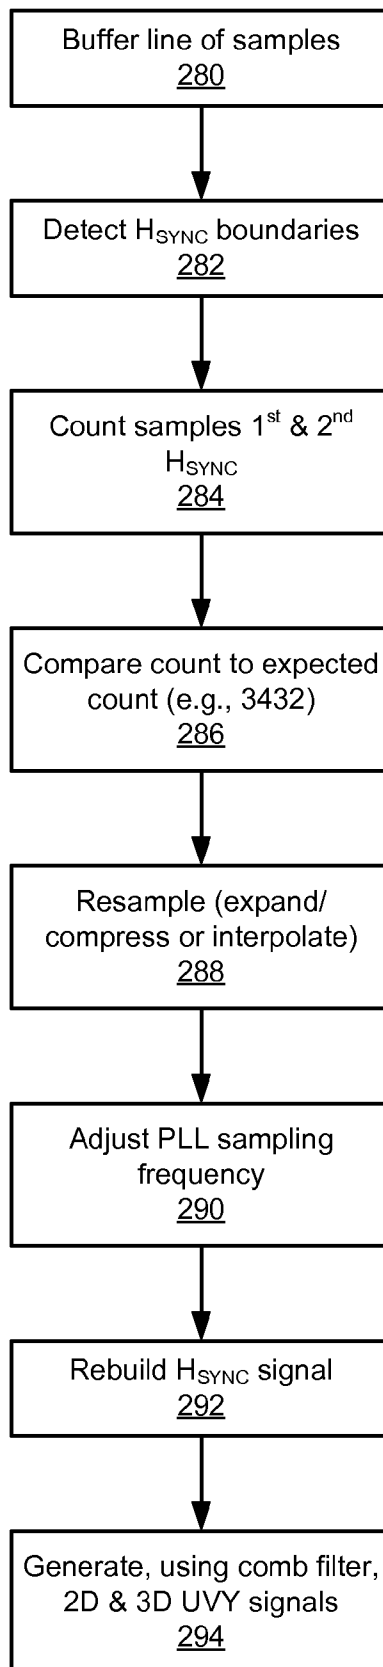 Buffer line of samples
280
Detect HSYNC boundaries
282
Count samples 1st & 2nd
HSYNC
284
Compare count to expected
count (e.g., 3432)
286
Resample (expand/
compress or interpolate)
288
Adjust PLL sampling
frequency
290
Rebuild HSYNC signal
292
Generate, using comb filter,
2D & 3D UVY signals
294